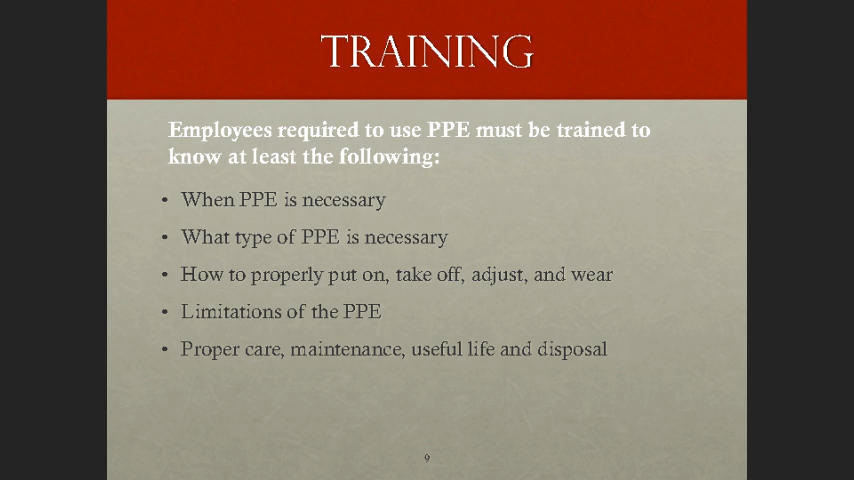 TRAINING
Employees required to use PPE must be trained to
know at least the following:
• When PPE is necessary
• What type of PPE is necessary
• How to properly put on, take off, adjust, and wear
• Limitations of the PPE
• Proper care, maintenance, useful life and disposal
9